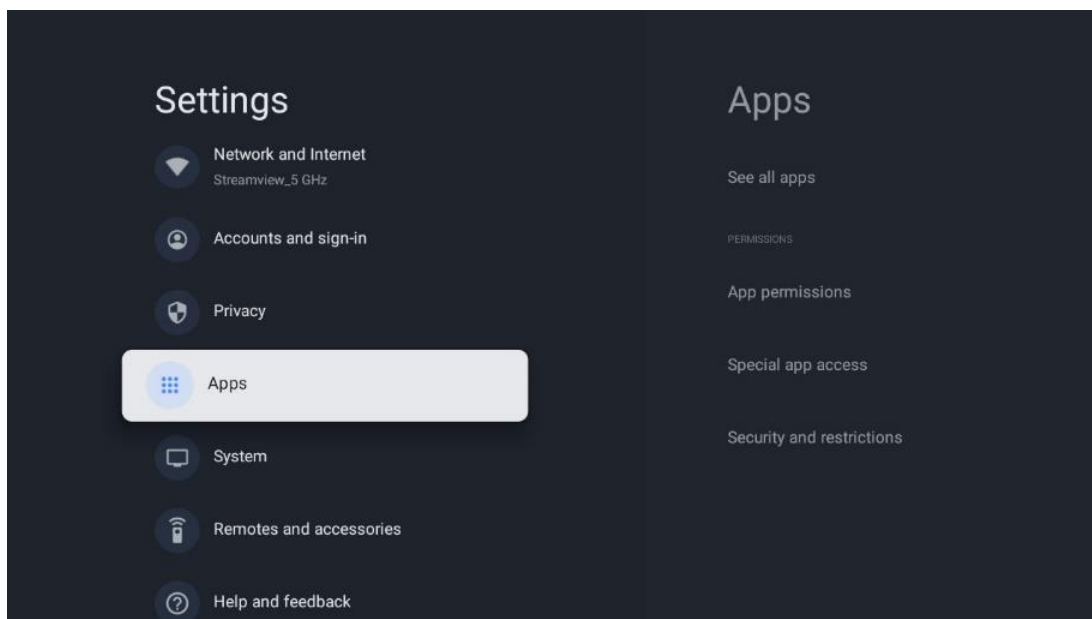 Settings
Network and Internet
Streamview_5 GHz
Accounts and sign-in
Privacy
Apps
System
Remotes and accessories
Help and feedback
Apps
See all apps
PERMISSIONS
App permissions
Special app access
Security and restrictions